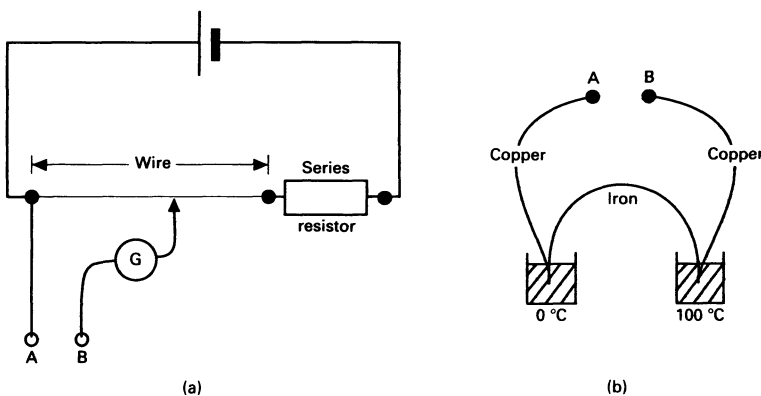 Wire
Series
resistor
G
A
B
(a)
A
B
Copper
Copper
Iron
0 °C
100 °C
(b)